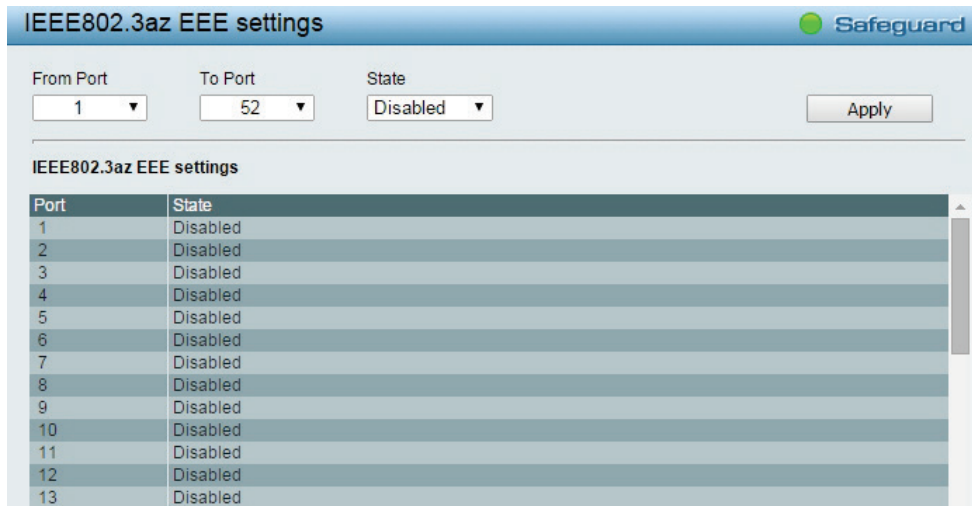 IEEE802.3az EEE settings
Safeguard
From Port To Port State
1 52 Disabled Apply
IEEE802.3az EEE settings
Port State
1 Disabled
2 Disabled
3 Disabled
4 Disabled
5 Disabled
6 Disabled
7 Disabled
8 Disabled
9 Disabled
10 Disabled
11 Disabled
12 Disabled
13 Disabled